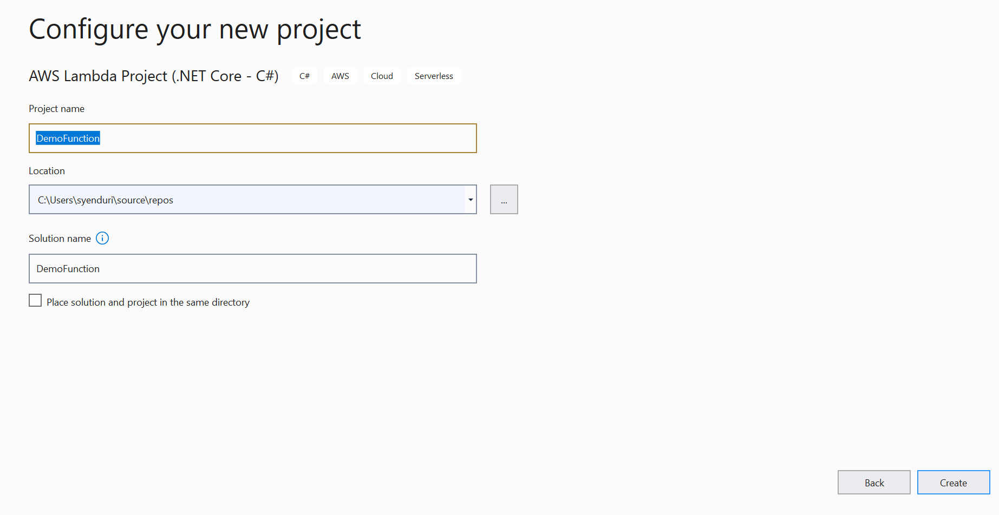 Configure your new project
AWS Lambda Project (.NET Core - C#) C# AWS Cloud Serverless
Project name
DemoFunction
Location
C:\Users\syenduri\source\repos
...
Solution name
DemoFunction
Place solution and project in the same directory
Back Create